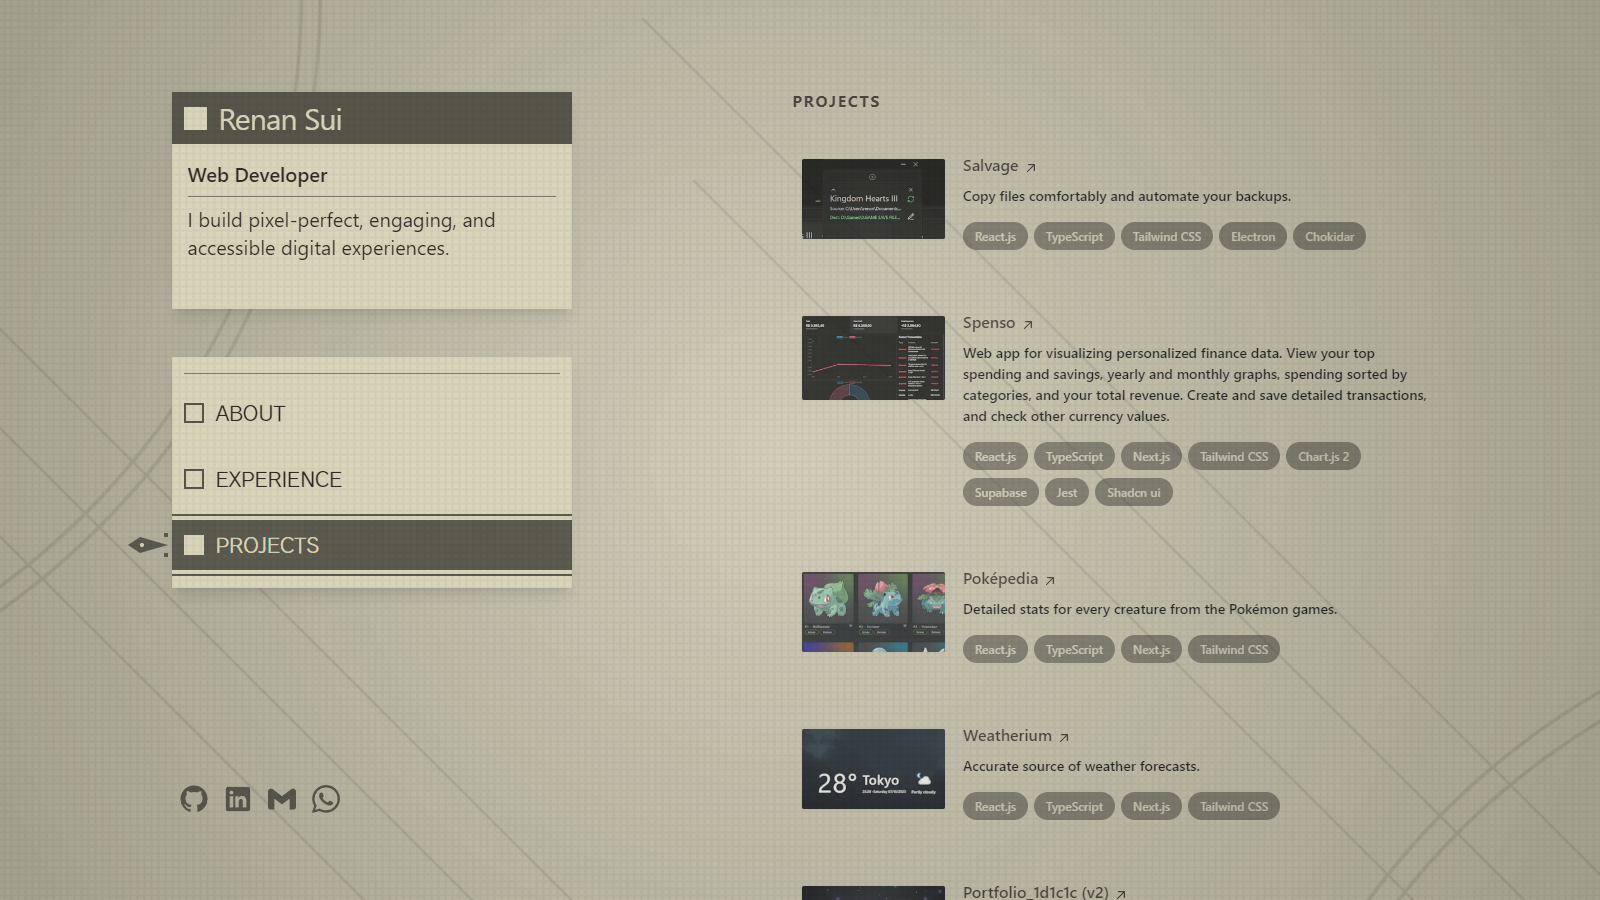 Renan Sui
Web Developer
I build pixel-perfect, engaging, and
accessible digital experiences.
ABOUT
EXPERIENCE
PROJECTS
PROJECTS
Kingdom Hearts III
Salvage
Copy files comfortably and automate your backups.
React.js TypeScript Tailwind CSS Electron Chokidar
Spenso
Web app for visualizing personalized finance data. View your top
spending and savings, yearly and monthly graphs, spending sorted by
categories, and your total revenue. Create and save detailed transactions,
and check other currency values.
React.js TypeScript Next.js Tailwind CSS Chart.js 2
Supabase Jest Shadcn ui
Poképedia
Detailed stats for every creature from the Pokémon games.
React.js TypeScript Next.js Tailwind CSS
28° Tokyo
Partly cloudy
Weatherium
Accurate source of weather forecasts.
React.js TypeScript Next.js Tailwind CSS
Portfolio_1d1c1c (v2)